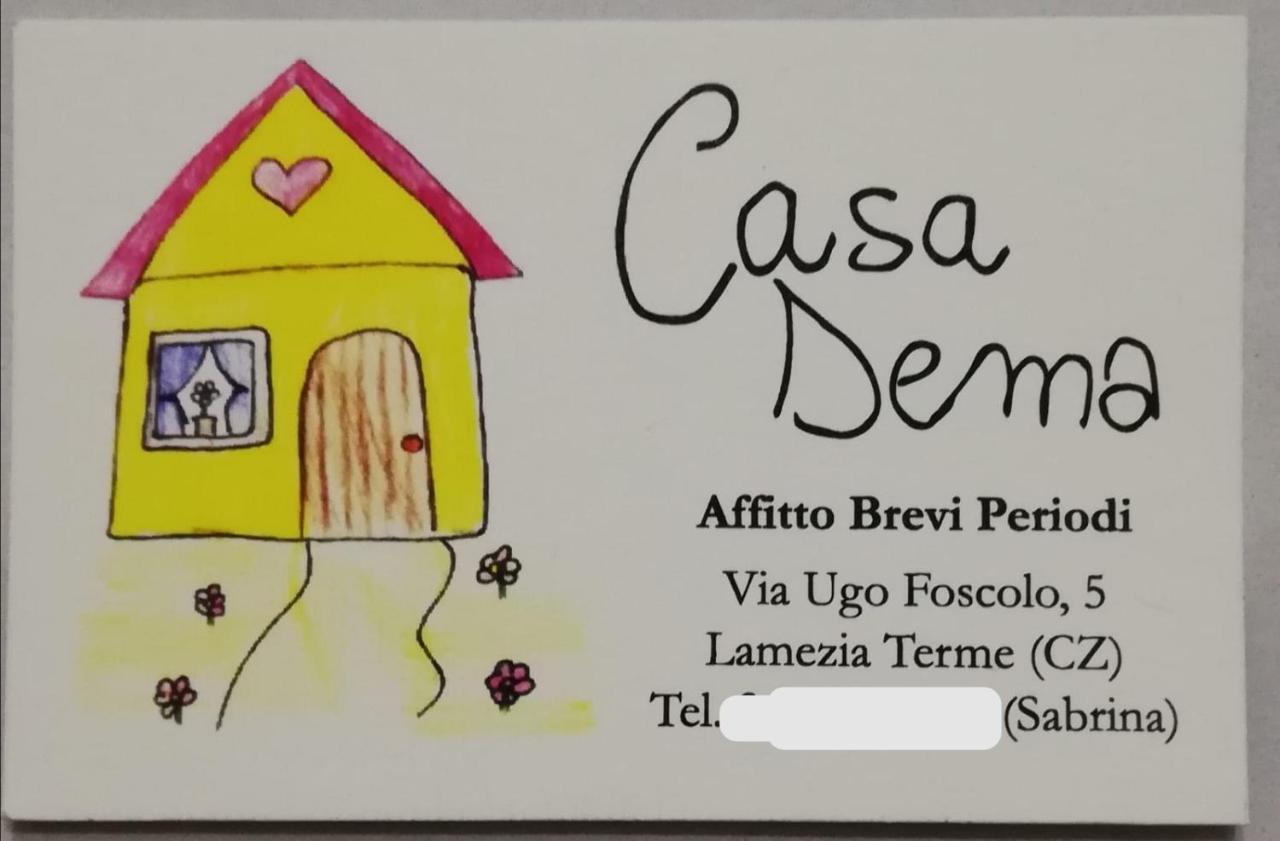 Casa
Dema
Affitto Brevi Periodi
Via Ugo Foscolo, 5
Lamezia Terme (CZ)
Tel. (Sabrina)